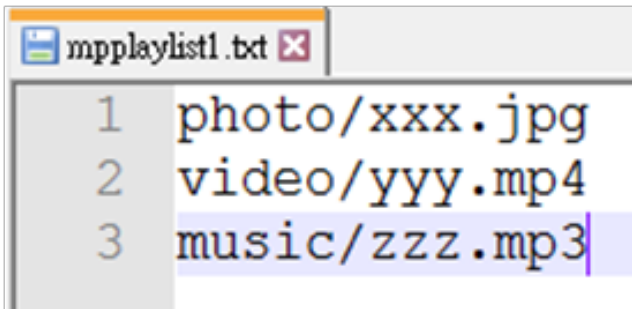 mpplaylist1.txt
1 photo/xxx.jpg
2 video/yyy.mp4
3 music/zzz.mp3